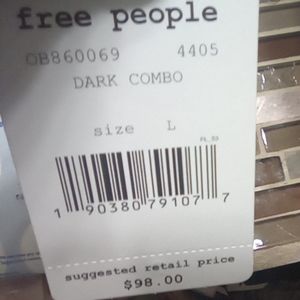 free people
OB860069 4405
DARK COMBO
size L
1 90380 79107 7
suggested retail price
$98.00